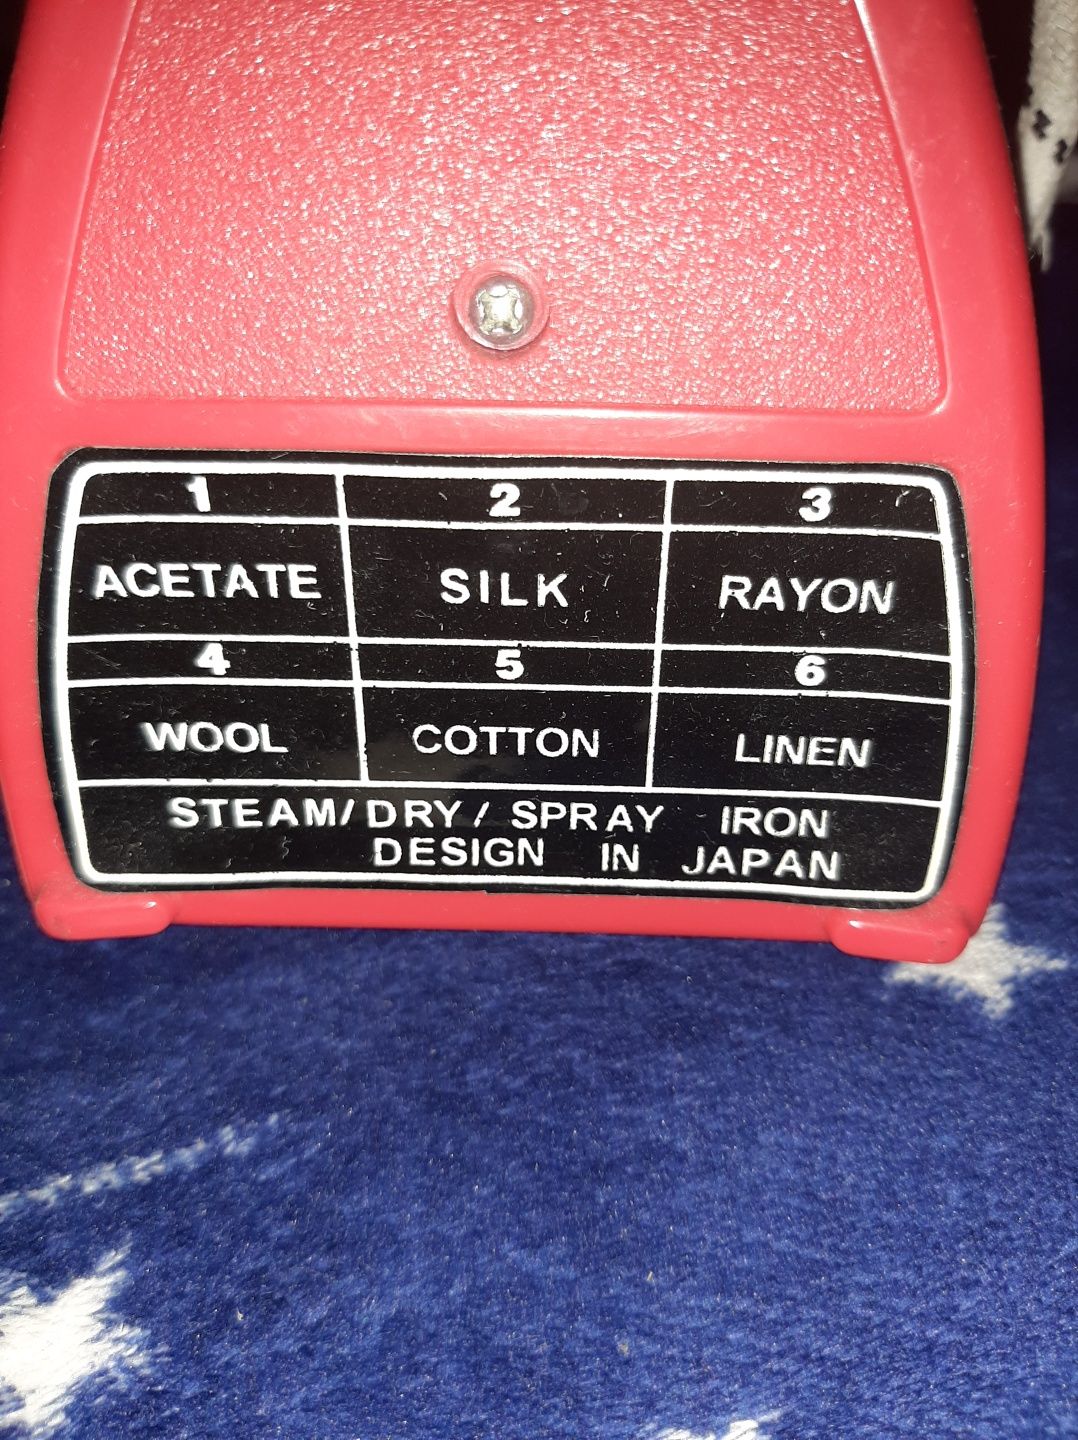 1 2 3
ACETATE SILK RAYON
4 5 6
WOOL COTTON LINEN
STEAM/DRY/ SPRAY IRON
DESIGN IN JAPAN